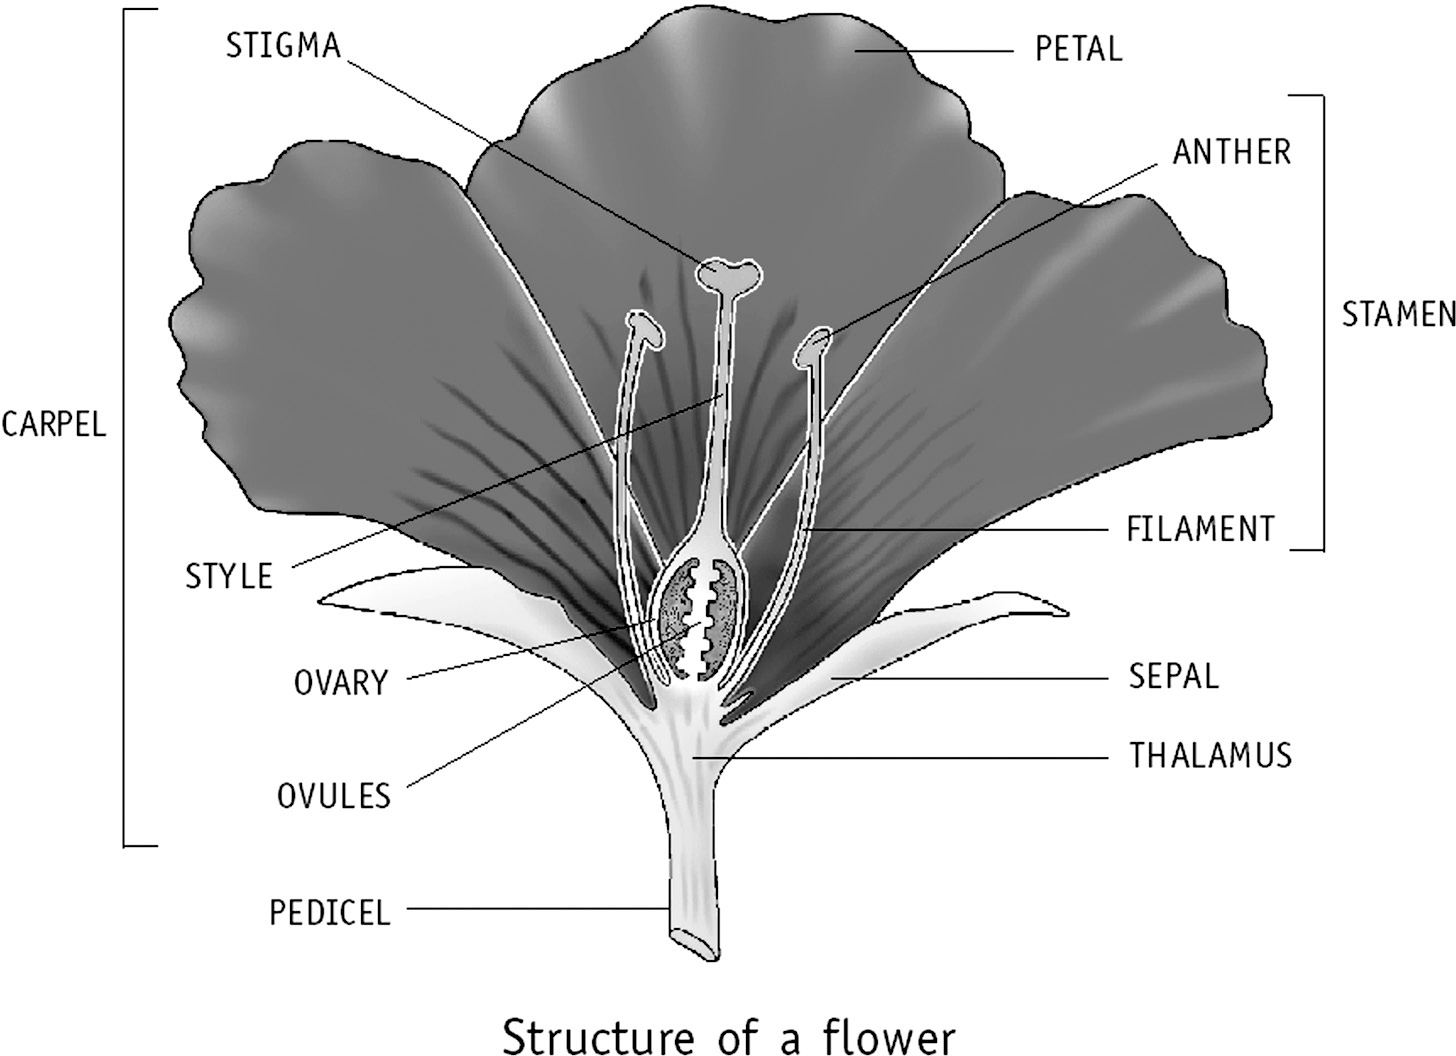 STIGMA
PETAL
ANTHER
STAMEN
CARPEL
FILAMENT
STYLE
OVARY
SEPAL
THALAMUS
OVULES
PEDICEL
Structure of a flower